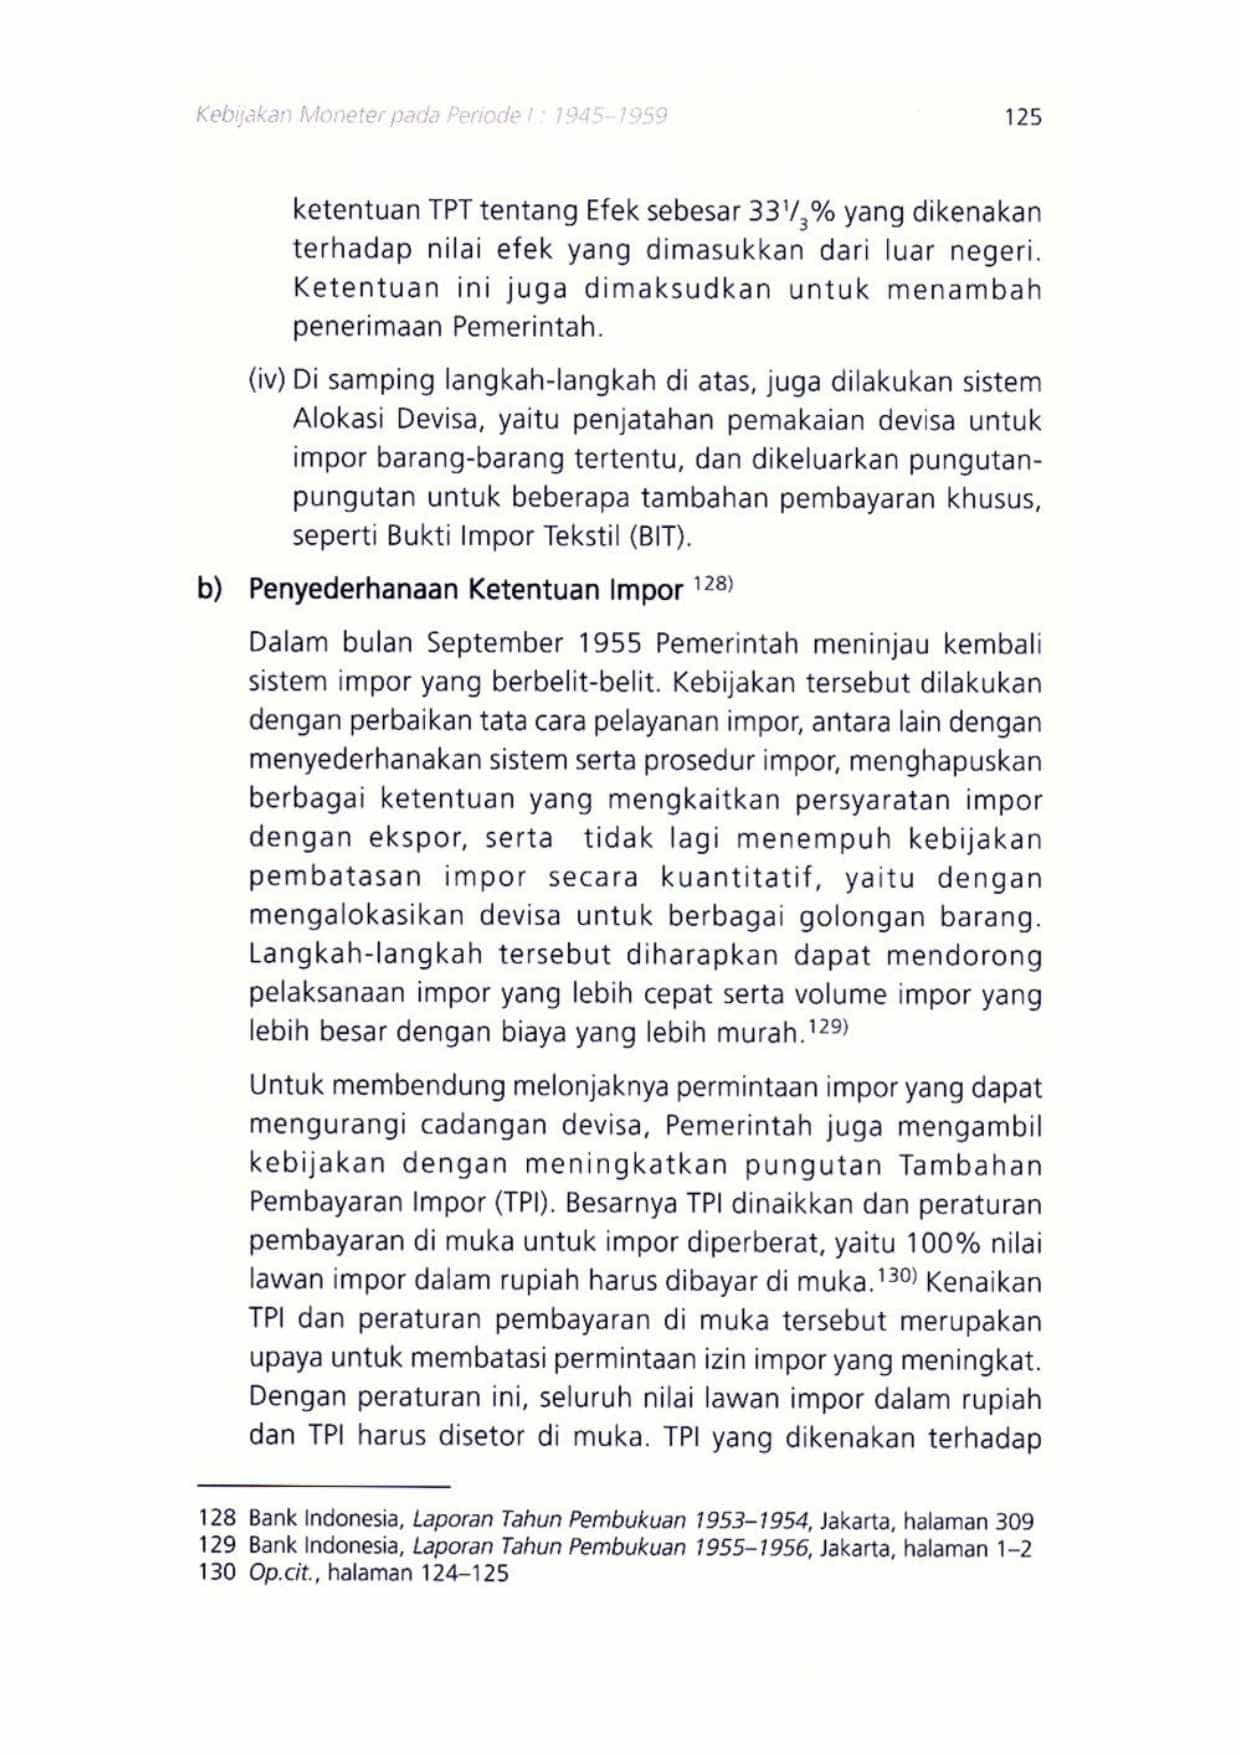 Kebijakan Moneter pada Periode I : 1945–1959 125
ketentuan TPT tentang Efek sebesar 33 1/3% yang dikenakan
terhadap nilai efek yang dimasukkan dari luar negeri.
Ketentuan ini juga dimaksudkan untuk menambah
penerimaan Pemerintah.
(iv) Di samping langkah-langkah di atas, juga dilakukan sistem
Alokasi Devisa, yaitu penjatahan pemakaian devisa untuk
impor barang-barang tertentu, dan dikeluarkan pungutan-
pungutan untuk beberapa tambahan pembayaran khusus,
seperti Bukti Impor Tekstil (BIT).
b) Penyederhanaan Ketentuan Impor 128)
Dalam bulan September 1955 Pemerintah meninjau kembali
sistem impor yang berbelit-belit. Kebijakan tersebut dilakukan
dengan perbaikan tata cara pelayanan impor, antara lain dengan
menyederhanakan sistem serta prosedur impor, menghapuskan
berbagai ketentuan yang mengkaitkan persyaratan impor
dengan ekspor, serta tidak lagi menempuh kebijakan
pembatasan impor secara kuantitatif, yaitu dengan
mengalokasikan devisa untuk berbagai golongan barang.
Langkah-langkah tersebut diharapkan dapat mendorong
pelaksanaan impor yang lebih cepat serta volume impor yang
lebih besar dengan biaya yang lebih murah.129)
Untuk membendung melonjaknya permintaan impor yang dapat
mengurangi cadangan devisa, Pemerintah juga mengambil
kebijakan dengan meningkatkan pungutan Tambahan
Pembayaran Impor (TPI). Besarnya TPI dinaikkan dan peraturan
pembayaran di muka untuk impor diperberat, yaitu 100% nilai
lawan impor dalam rupiah harus dibayar di muka.130) Kenaikan
TPI dan peraturan pembayaran di muka tersebut merupakan
upaya untuk membatasi permintaan izin impor yang meningkat.
Dengan peraturan ini, seluruh nilai lawan impor dalam rupiah
dan TPI harus disetor di muka. TPI yang dikenakan terhadap
128 Bank Indonesia, Laporan Tahun Pembukuan 1953–1954, Jakarta, halaman 309
129 Bank Indonesia, Laporan Tahun Pembukuan 1955–1956, Jakarta, halaman 1–2
130 Op.cit., halaman 124–125